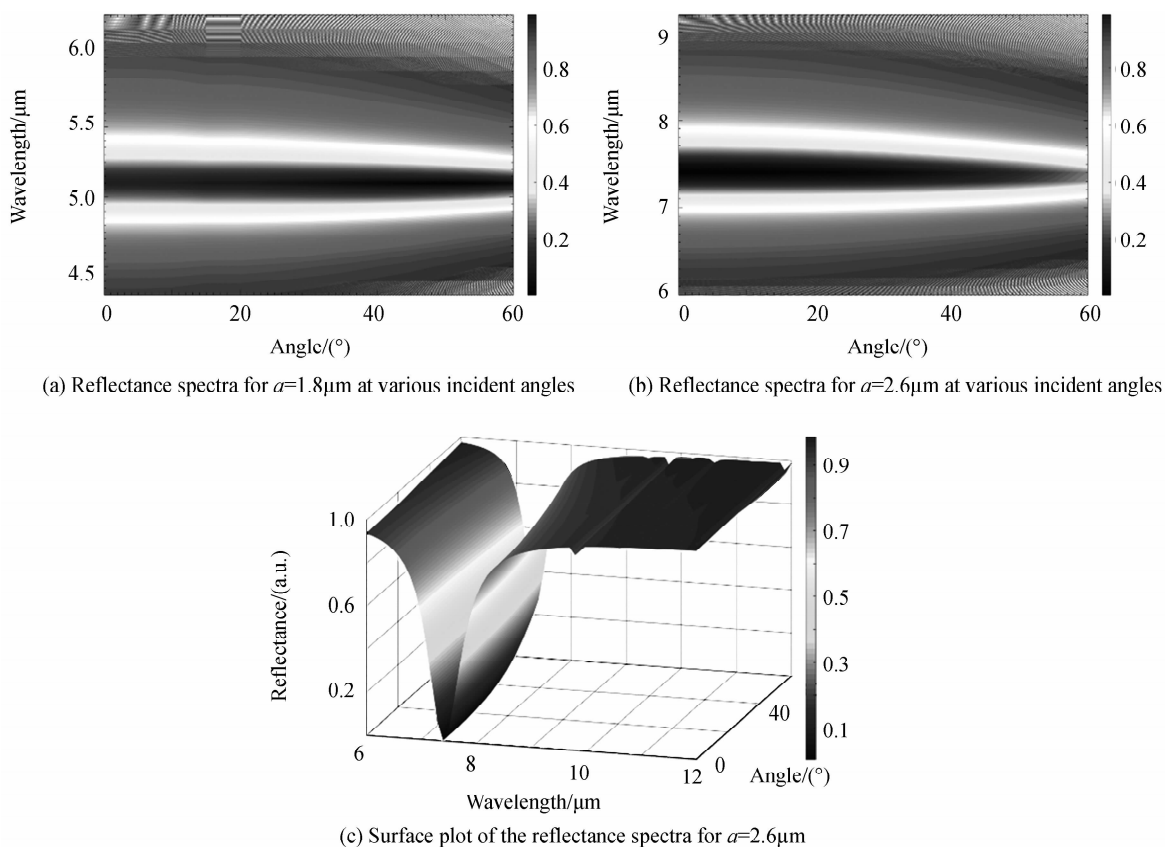 6.0
5.5
5.0
4.5
Wavelength/μm
0 20 40 60
Angle/(°)
0.8
0.6
0.4
0.2
(a) Reflectance spectra for a=1.8μm at various incident angles
9
8
7
6
Wavelength/μm
0 20 40 60
Angle/(°)
0.8
0.6
0.4
0.2
(b) Reflectance spectra for a=2.6μm at various incident angles
1.0
0.6
0.2
Reflectance/(a.u.)
6 8 10 12
Wavelength/μm
0 40
Angle/(°)
0.9
0.7
0.5
0.3
0.1
(c) Surface plot of the reflectance spectra for a=2.6μm